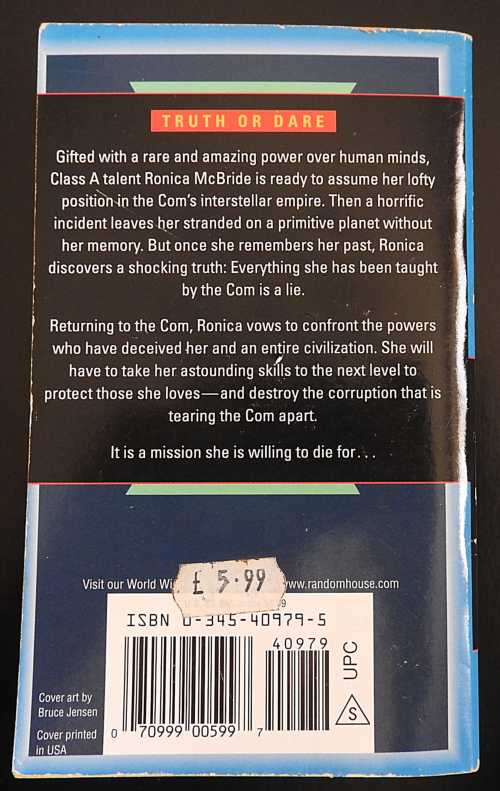 TRUTH OR DARE
Gifted with a rare and amazing power over human minds,
Class A talent Ronica McBride is ready to assume her lofty
position in the Com's interstellar empire. Then a horrific
incident leaves her stranded on a primitive planet without
her memory. But once she remembers her past, Ronica
discovers a shocking truth: Everything she has been taught
by the Com is a lie.
Returning to the Com, Ronica vows to confront the powers
who have deceived her and an entire civilization. She will
have to take her astounding skills to the next level to
protect those she loves—and destroy the corruption that is
tearing the Com apart.
It is a mission she is willing to die for...
Visit our World www.randomhouse.com
£ 5.99
ISBN 0-345-40979-5
40979
UPC
S
0 70999 00599 7
Cover art by
Bruce Jensen
Cover printed
in USA